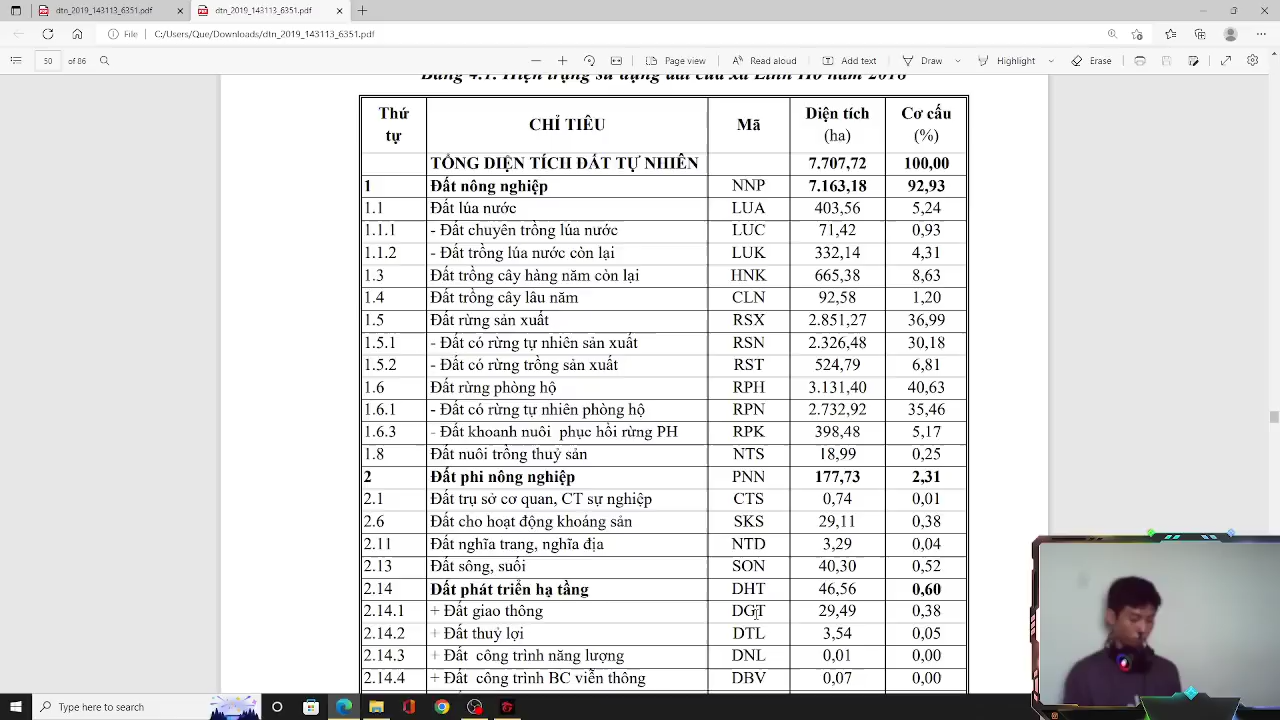 dtn_2019_143113_6351.pdf
dtn_2019_143113_6351.pdf
File C:/Users/Que/Downloads/dtn_2019_143113_6351.pdf
50 of 86 Page view Read aloud Add text Draw Highlight Erase
Bảng 4.1. Hiện trạng sử dụng đất của xã Linh Hồ năm 2018
Thứ tự CHỈ TIÊU Mã Diện tích (ha) Cơ cấu (%)
TỔNG DIỆN TÍCH ĐẤT TỰ NHIÊN 7.707,72 100,00
1 Đất nông nghiệp NNP 7.163,18 92,93
1.1 Đất lúa nước LUA 403,56 5,24
1.1.1 - Đất chuyên trồng lúa nước LUC 71,42 0,93
1.1.2 - Đất trồng lúa nước còn lại LUK 332,14 4,31
1.3 Đất trồng cây hàng năm còn lại HNK 665,38 8,63
1.4 Đất trồng cây lâu năm CLN 92,58 1,20
1.5 Đất rừng sản xuất RSX 2.851,27 36,99
1.5.1 - Đất có rừng tự nhiên sản xuất RSN 2.326,48 30,18
1.5.2 - Đất có rừng trồng sản xuất RST 524,79 6,81
1.6 Đất rừng phòng hộ RPH 3.131,40 40,63
1.6.1 - Đất có rừng tự nhiên phòng hộ RPN 2.732,92 35,46
1.6.3 - Đất khoanh nuôi phục hồi rừng PH RPK 398,48 5,17
1.8 Đất nuôi trồng thuỷ sản NTS 18,99 0,25
2 Đất phi nông nghiệp PNN 177,73 2,31
2.1 Đất trụ sở cơ quan, CT sự nghiệp CTS 0,74 0,01
2.6 Đất cho hoạt động khoáng sản SKS 29,11 0,38
2.11 Đất nghĩa trang, nghĩa địa NTD 3,29 0,04
2.13 Đất sông, suối SON 40,30 0,52
2.14 Đất phát triển hạ tầng DHT 46,56 0,60
2.14.1 + Đất giao thông DGT 29,49 0,38
2.14.2 + Đất thuỷ lợi DTL 3,54 0,05
2.14.3 + Đất công trình năng lượng DNL 0,01 0,00
2.14.4 + Đất công trình BC viễn thông DBV 0,07 0,00
Type here to search